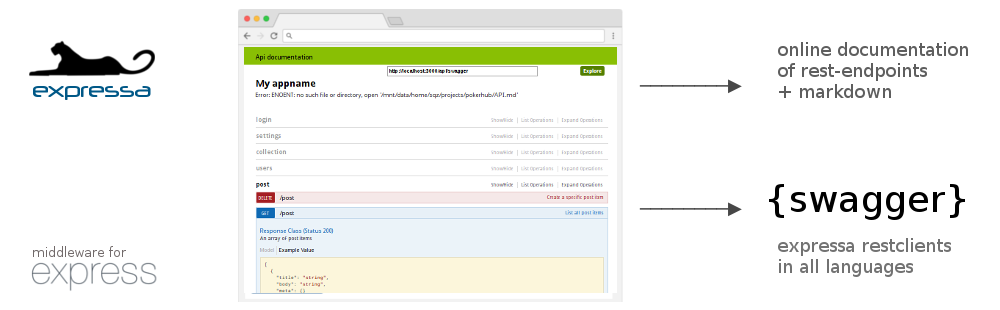 expressa
middleware for
express
Api documentation
http://localhost:3000/api/swagger
Explore
My appname
Error: ENOENT: no such file or directory, open '/mnt/data/home/sqz/projects/pokerhub/API.md'
login Show/Hide | List Operations | Expand Operations
settings Show/Hide | List Operations | Expand Operations
collection Show/Hide | List Operations | Expand Operations
users Show/Hide | List Operations | Expand Operations
post Show/Hide | List Operations | Expand Operations
DELETE /post Create a specific post item
GET /post List all post items
Response Class (Status 200)
An array of post items
Model Example Value
[
{
"title": "string",
"body": "string",
"meta": {}
online documentation
of rest-endpoints
+ markdown
{swagger}
expressa restclients
in all languages